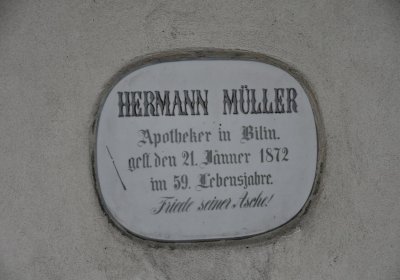 HERMANN MÜLLER
Apotheker in Bilin.
gest. den 21. Jänner 1872
im 59. Lebensjahre.
Friede seiner Asche!